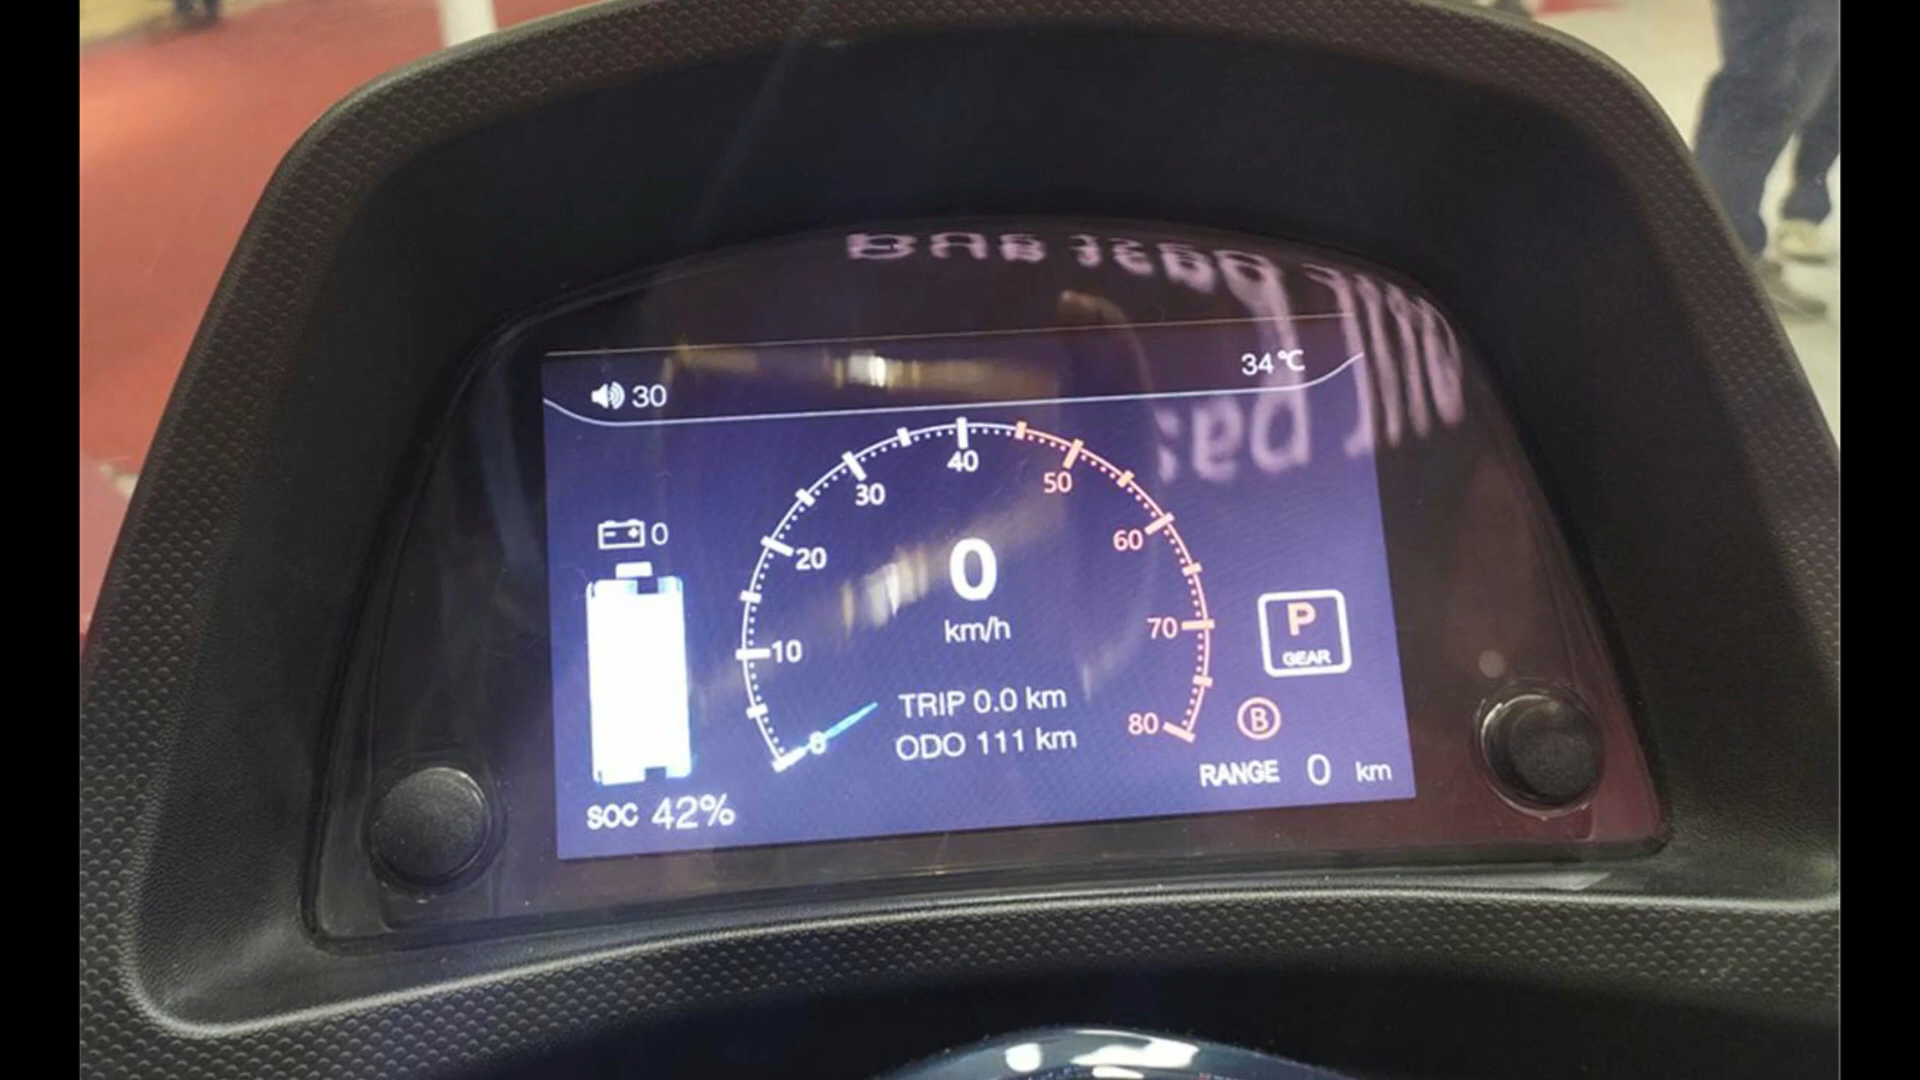 30
34℃
40
30
50
20
60
0
0
km/h
10
70
P
GEAR
TRIP 0.0 km
ODO 111 km
80
0
B
RANGE 0 km
SOC 42%